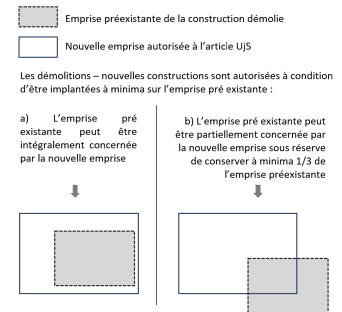 Emprise préexistante de la construction démolie
Nouvelle emprise autorisée à l'article Uj5
Les démolitions – nouvelles constructions sont autorisées à condition
d'être implantées à minima sur l'emprise pré existante :
a) L'emprise pré
existante peut être
intégralement concernée
par la nouvelle emprise
b) L'emprise pré existante peut
être partiellement concernée par
la nouvelle emprise sous réserve
de conserver à minima 1/3 de
l'emprise préexistante